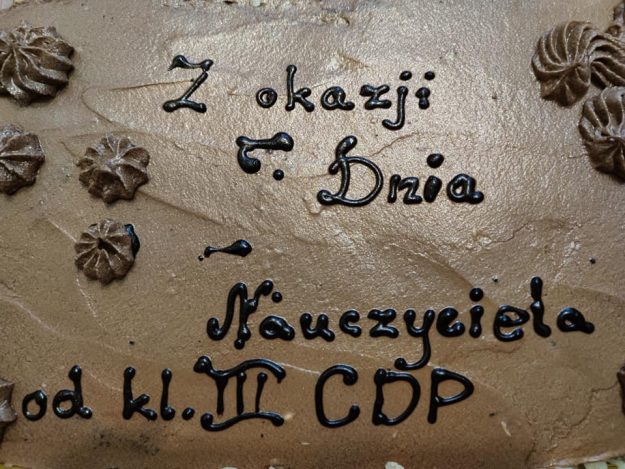 Z okazji
Dnia
Nauczyciela
od kl. III CDP